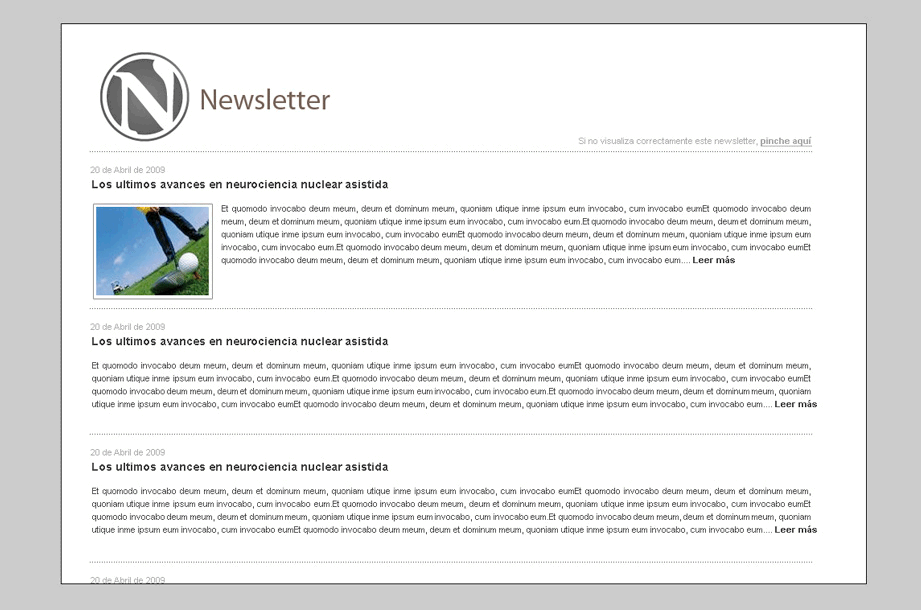 N
Newsletter
Si no visualiza correctamente este newsletter, pinche aquí
20 de Abril de 2009
Los ultimos avances en neurociencia nuclear asistida
Et quomodo invocabo deum meum, deum et dominum meum, quoniam utique inme ipsum eum invocabo, cum invocabo eumEt quomodo invocabo deum
meum, deum et dominum meum, quoniam utique inme ipsum eum invocabo, cum invocabo eum.Et quomodo invocabo deum meum, deum et dominum meum,
quoniam utique inme ipsum eum invocabo, cum invocabo eumEt quomodo invocabo deum meum, deum et dominum meum, quoniam utique inme ipsum eum
invocabo, cum invocabo eum.Et quomodo invocabo deum meum, deum et dominum meum, quoniam utique inme ipsum eum invocabo, cum invocabo eumEt
quomodo invocabo deum meum, deum et dominum meum, quoniam utique inme ipsum eum invocabo, cum invocabo eum.... Leer más
20 de Abril de 2009
Los ultimos avances en neurociencia nuclear asistida
Et quomodo invocabo deum meum, deum et dominum meum, quoniam utique inme ipsum eum invocabo, cum invocabo eumEt quomodo invocabo deum meum, deum et dominum meum,
quoniam utique inme ipsum eum invocabo, cum invocabo eum.Et quomodo invocabo deum meum, deum et dominum meum, quoniam utique inme ipsum eum invocabo, cum invocabo eumEt
quomodo invocabo deum meum, deum et dominum meum, quoniam utique inme ipsum eum invocabo, cum invocabo eum.Et quomodo invocabo deum meum, deum et dominum meum, quoniam
utique inme ipsum eum invocabo, cum invocabo eumEt quomodo invocabo deum meum, deum et dominum meum, quoniam utique inme ipsum eum invocabo, cum invocabo eum.... Leer más
20 de Abril de 2009
Los ultimos avances en neurociencia nuclear asistida
Et quomodo invocabo deum meum, deum et dominum meum, quoniam utique inme ipsum eum invocabo, cum invocabo eumEt quomodo invocabo deum meum, deum et dominum meum,
quoniam utique inme ipsum eum invocabo, cum invocabo eum.Et quomodo invocabo deum meum, deum et dominum meum, quoniam utique inme ipsum eum invocabo, cum invocabo eumEt
quomodo invocabo deum meum, deum et dominum meum, quoniam utique inme ipsum eum invocabo, cum invocabo eum.Et quomodo invocabo deum meum, deum et dominum meum, quoniam
utique inme ipsum eum invocabo, cum invocabo eumEt quomodo invocabo deum meum, deum et dominum meum, quoniam utique inme ipsum eum invocabo, cum invocabo eum.... Leer más
20 de Abril de 2009